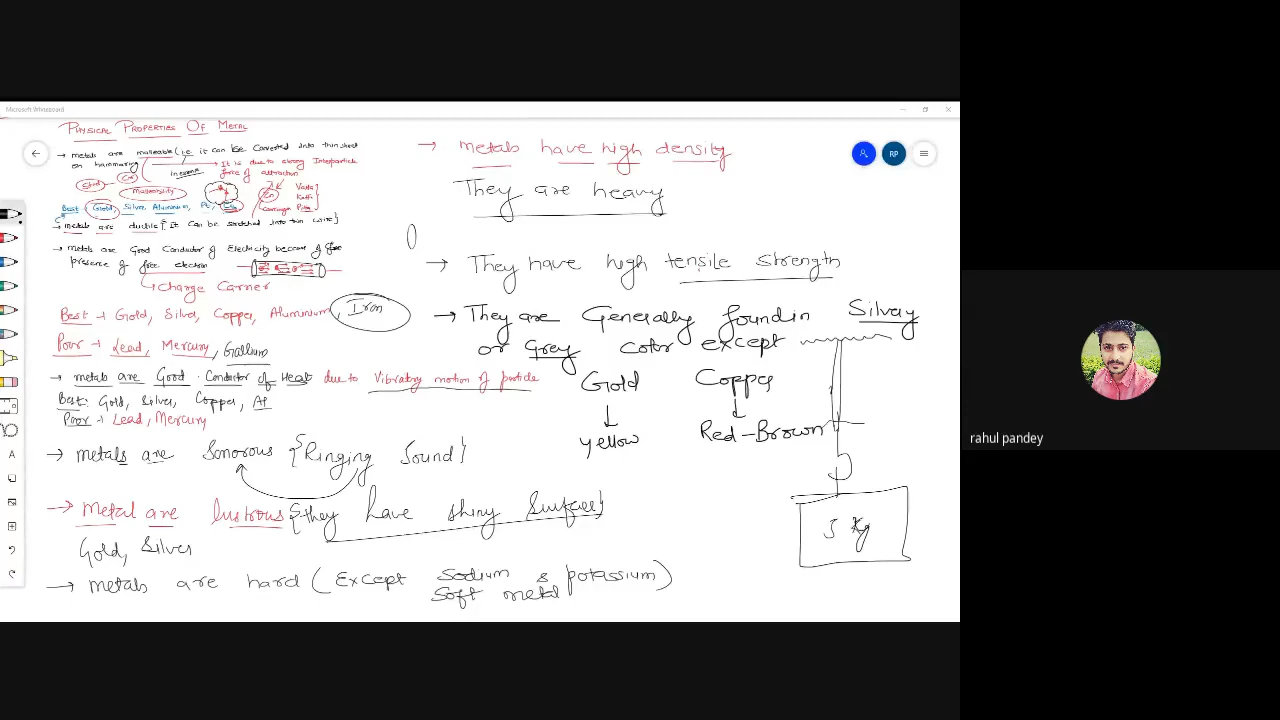 Microsoft Whiteboard
PHYSICAL PROPERTIES OF METAL
→ metals are malleable (i.e. it can be Converted into thin sheet
on hammering
→ It is due to strong Interparticle
force of attraction
Malleability
Zn
Best → Gold, Silver, Aluminium, Pt,
→ metals are ductile { It can be stretched into thin wire}
→ metals are Good Conductor of Electricity because of free
presence of free electron
→ Charge Carrier
Best → Gold, Silver, Copper, Aluminium, Iron
Poor → Lead, Mercury, Gallium
→ metals are Good Conductor of Heat due to Vibratory motion of particle
Best: Gold, Silver, Copper, Al
Poor → Lead, Mercury
→ metals are Sonorous {Ringing Sound}
→ Metal are lustrous {they have shiny Surface}
Gold, Silver
→ metals are hard (Except Sodium & potassium)
Soft metal
→ metals have high density
They are heavy
→ They have high tensile strength
→ They are Generally found in Silvary
or Grey color except
Gold Copper
↓ ↓
yellow Red-Brown
5 Kg
RP
A
rahul pandey